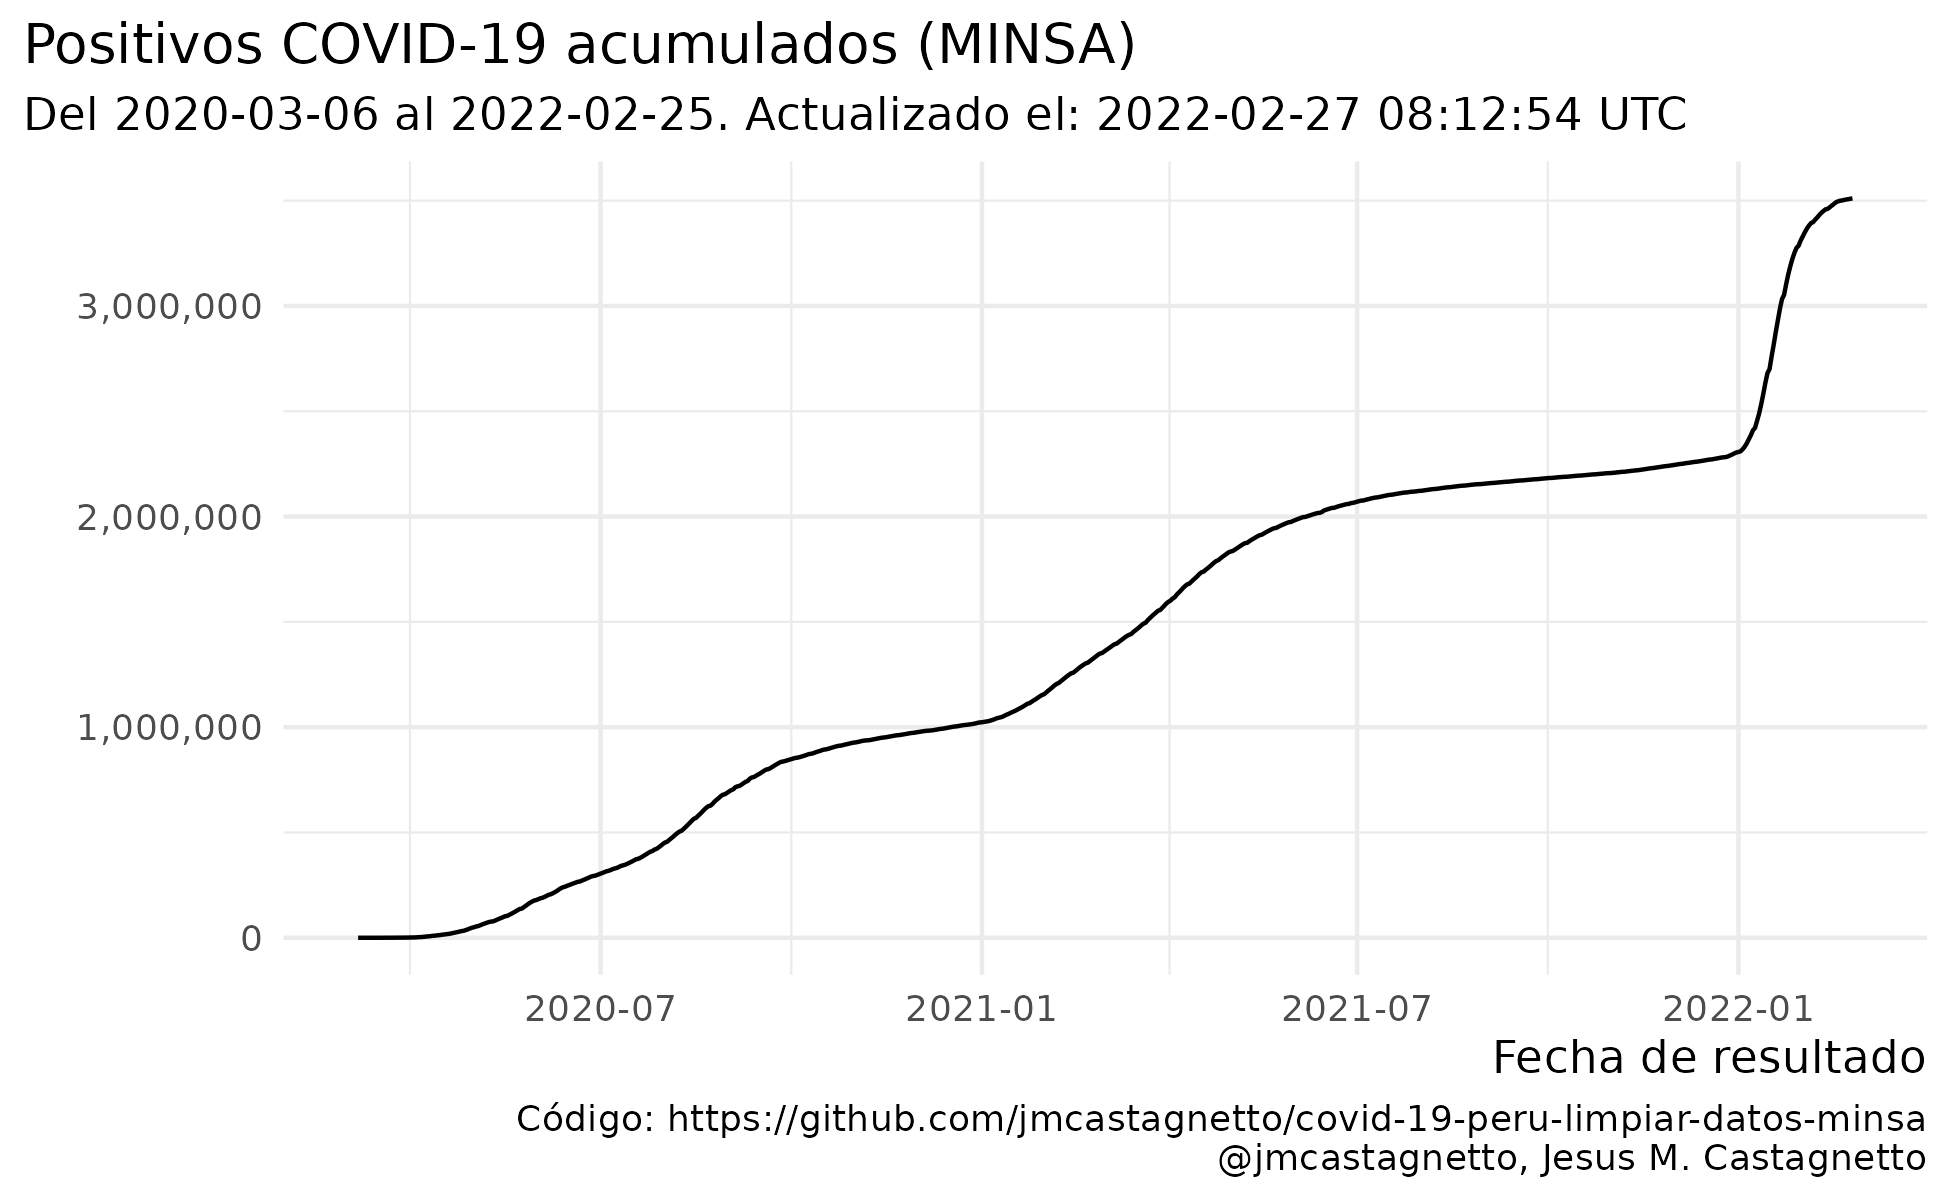 Positivos COVID-19 acumulados (MINSA)
Del 2020-03-06 al 2022-02-25. Actualizado el: 2022-02-27 08:12:54 UTC
3,000,000
2,000,000
1,000,000
0
2020-07 2021-01 2021-07 2022-01
Fecha de resultado
Código: https://github.com/jmcastagnetto/covid-19-peru-limpiar-datos-minsa
@jmcastagnetto, Jesus M. Castagnetto